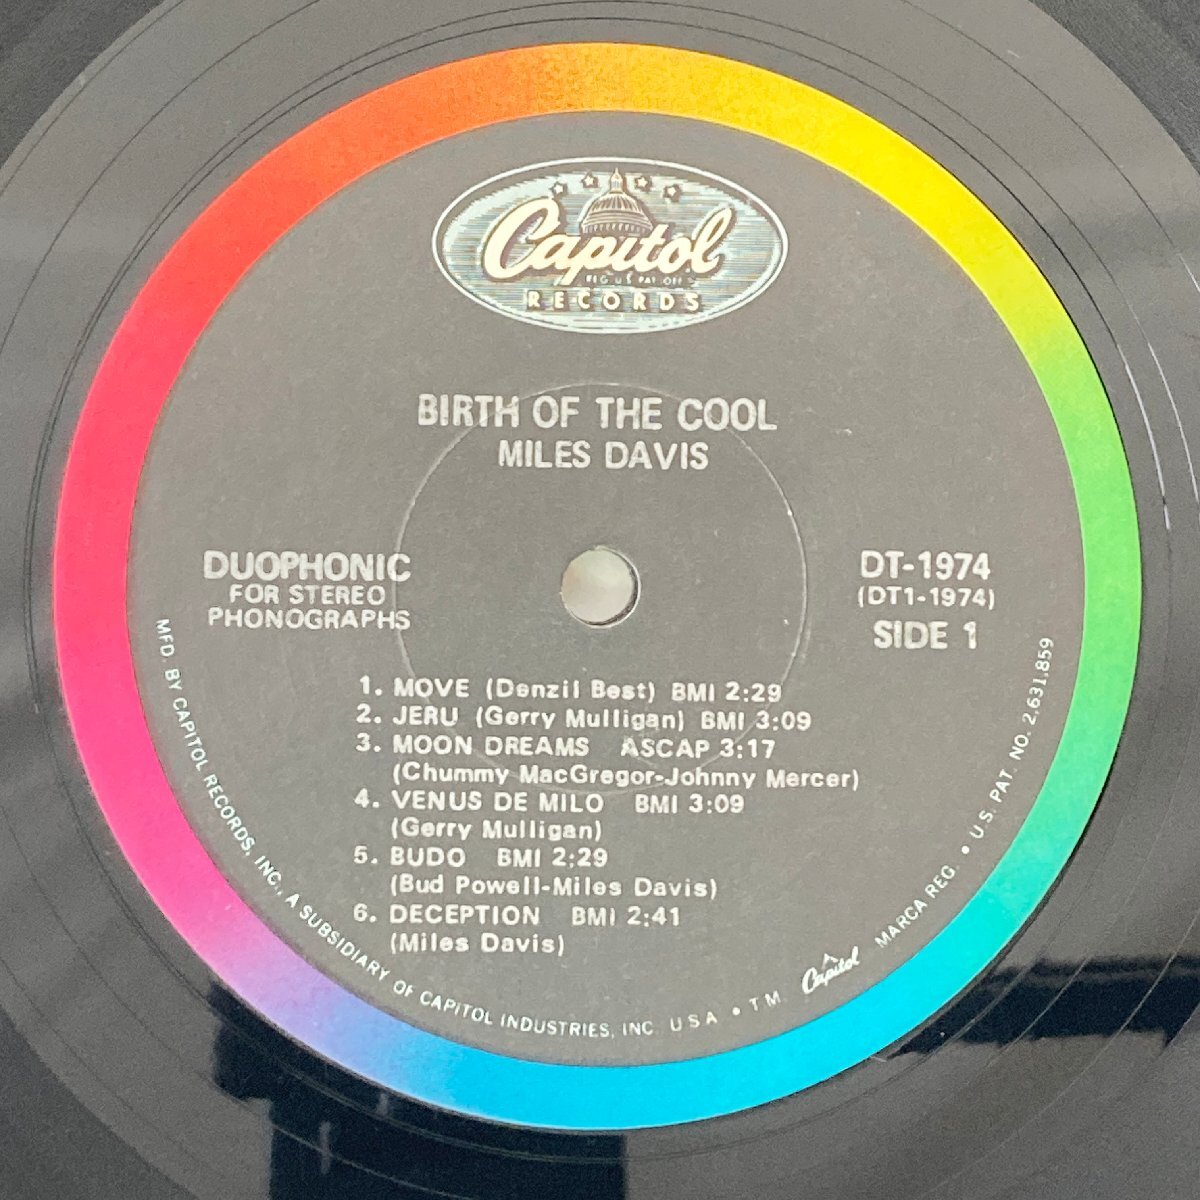 Capitol
REG. U.S. PAT. OFF.
RECORDS
BIRTH OF THE COOL
MILES DAVIS
DUOPHONIC
FOR STEREO
PHONOGRAPHS
DT-1974
(DT1-1974)
SIDE 1
1. MOVE (Denzil Best) BMI 2:29
2. JERU (Gerry Mulligan) BMI 3:09
3. MOON DREAMS ASCAP 3:17
(Chummy MacGregor-Johnny Mercer)
4. VENUS DE MILO BMI 3:09
(Gerry Mulligan)
5. BUDO BMI 2:29
(Bud Powell-Miles Davis)
6. DECEPTION BMI 2:41
(Miles Davis)
MFD. BY CAPITOL RECORDS, INC., A SUBSIDIARY OF CAPITOL INDUSTRIES, INC. USA • T.M. Capitol MARCA REG. • U.S. PAT. NO. 2,631,859